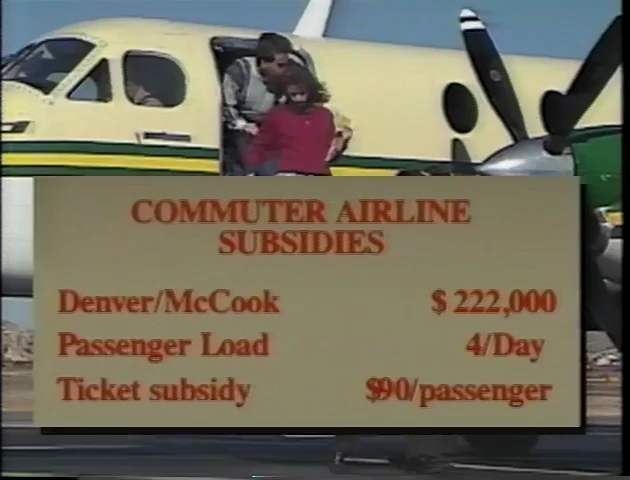 COMMUTER AIRLINE
SUBSIDIES
Denver/McCook $ 222,000
Passenger Load 4/Day
Ticket subsidy $90/passenger